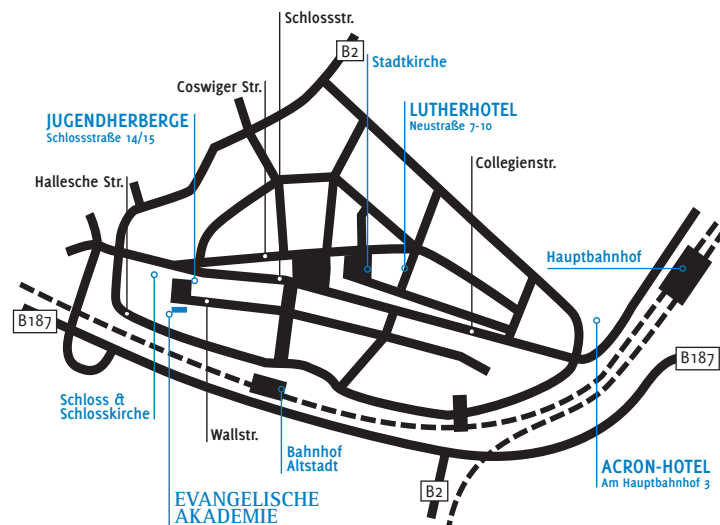 Schlossstr.
B2
Stadtkirche
Coswiger Str.
JUGENDHERBERGE
Schlossstraße 14/15
LUTHERHOTEL
Neustraße 7-10
Collegienstr.
Hallesche Str.
Hauptbahnhof
B187
B187
Schloss &
Schlosskirche
Wallstr.
Bahnhof
Altstadt
ACRON-HOTEL
Am Hauptbahnhof 3
B2
EVANGELISCHE
AKADEMIE